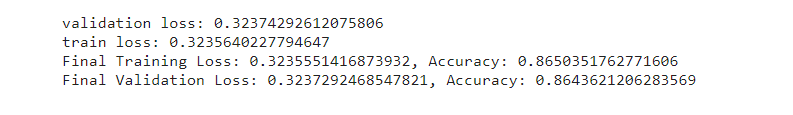 validation loss: 0.32374292612075806
train loss: 0.3235640227794647
Final Training Loss: 0.3235551416873932, Accuracy: 0.8650351762771606
Final Validation Loss: 0.3237292468547821, Accuracy: 0.8643621206283569